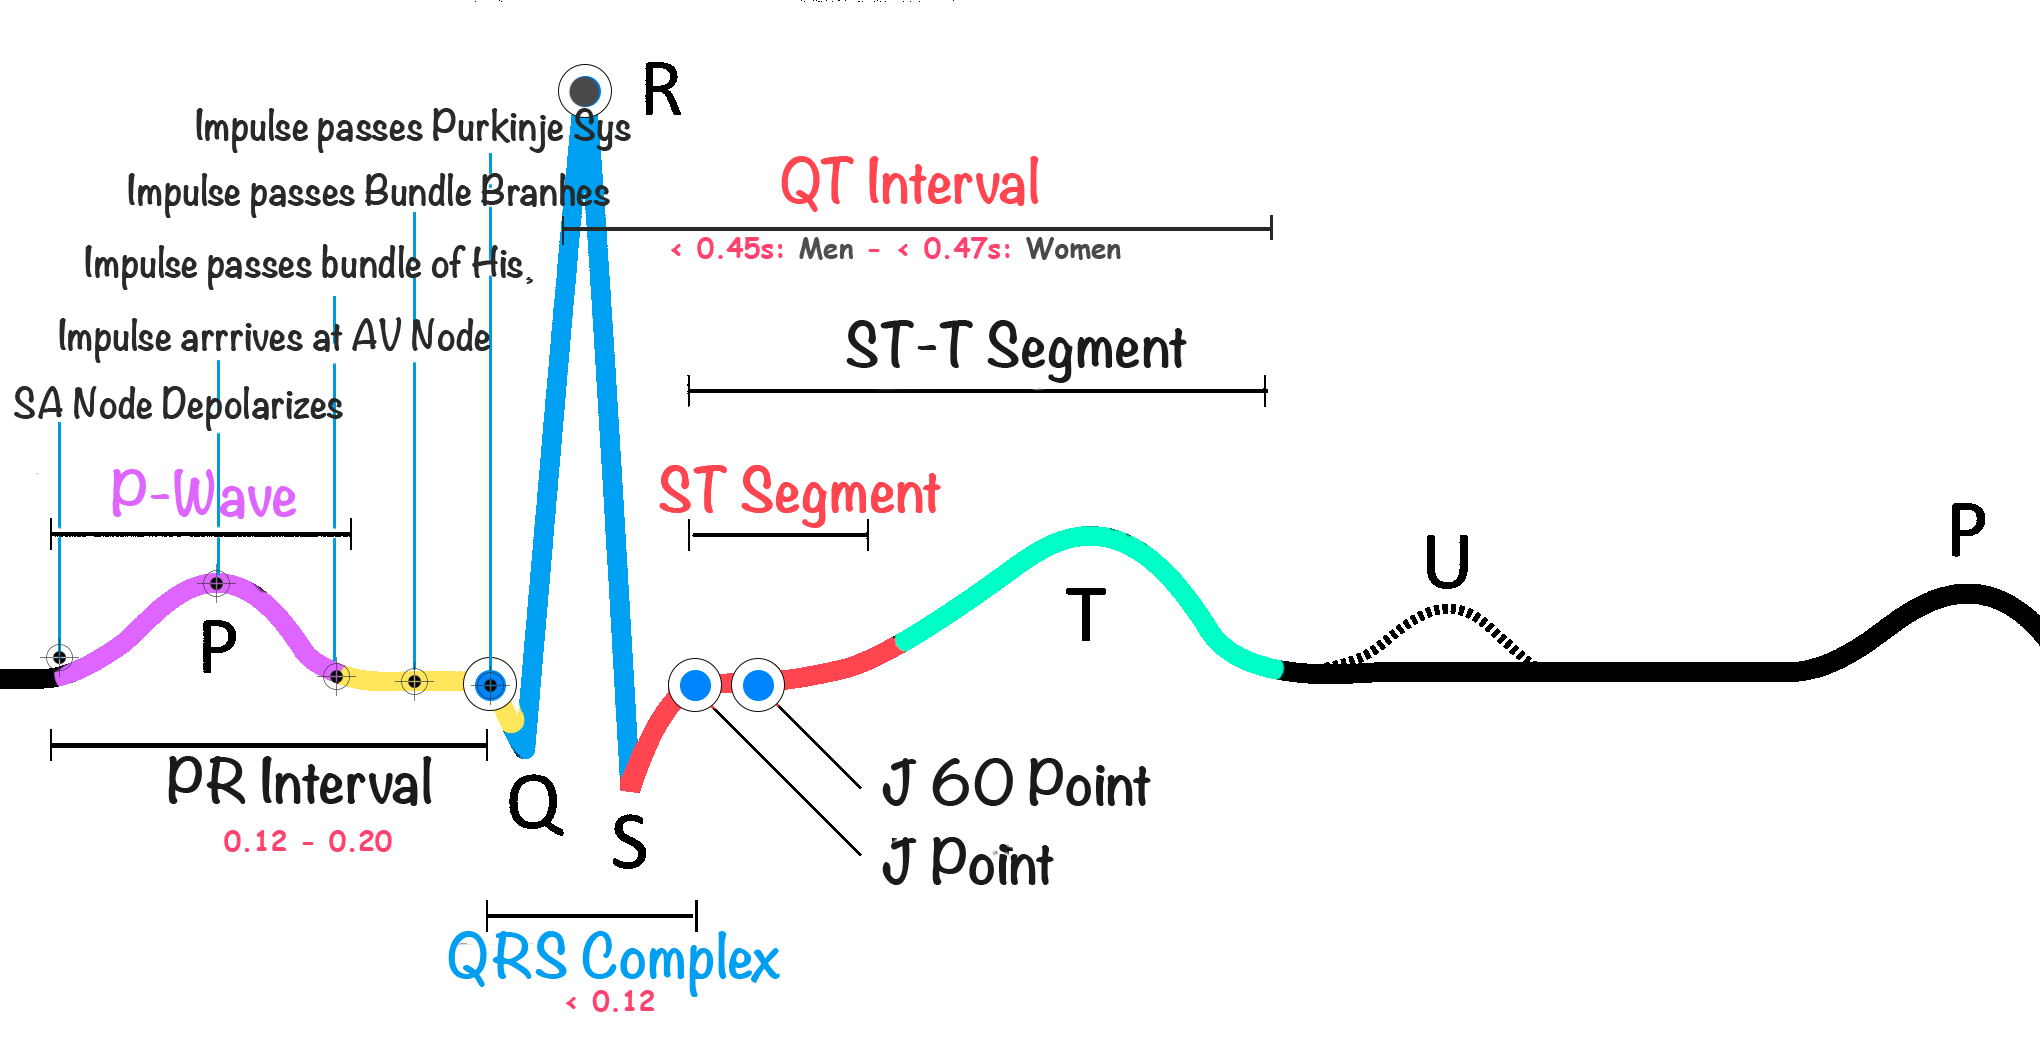 R
Impulse passes Purkinje Sys
QT Interval
Impulse passes Bundle Branhes
< 0.45s: Men - < 0.47s: Women
Impulse passes bundle of His,
Impulse arrrives at AV Node
ST-T Segment
SA Node Depolarizes
P-Wave
ST Segment
P
U
T
P
PR Interval
0.12 - 0.20
Q
S
J 60 Point
J Point
QRS Complex
< 0.12